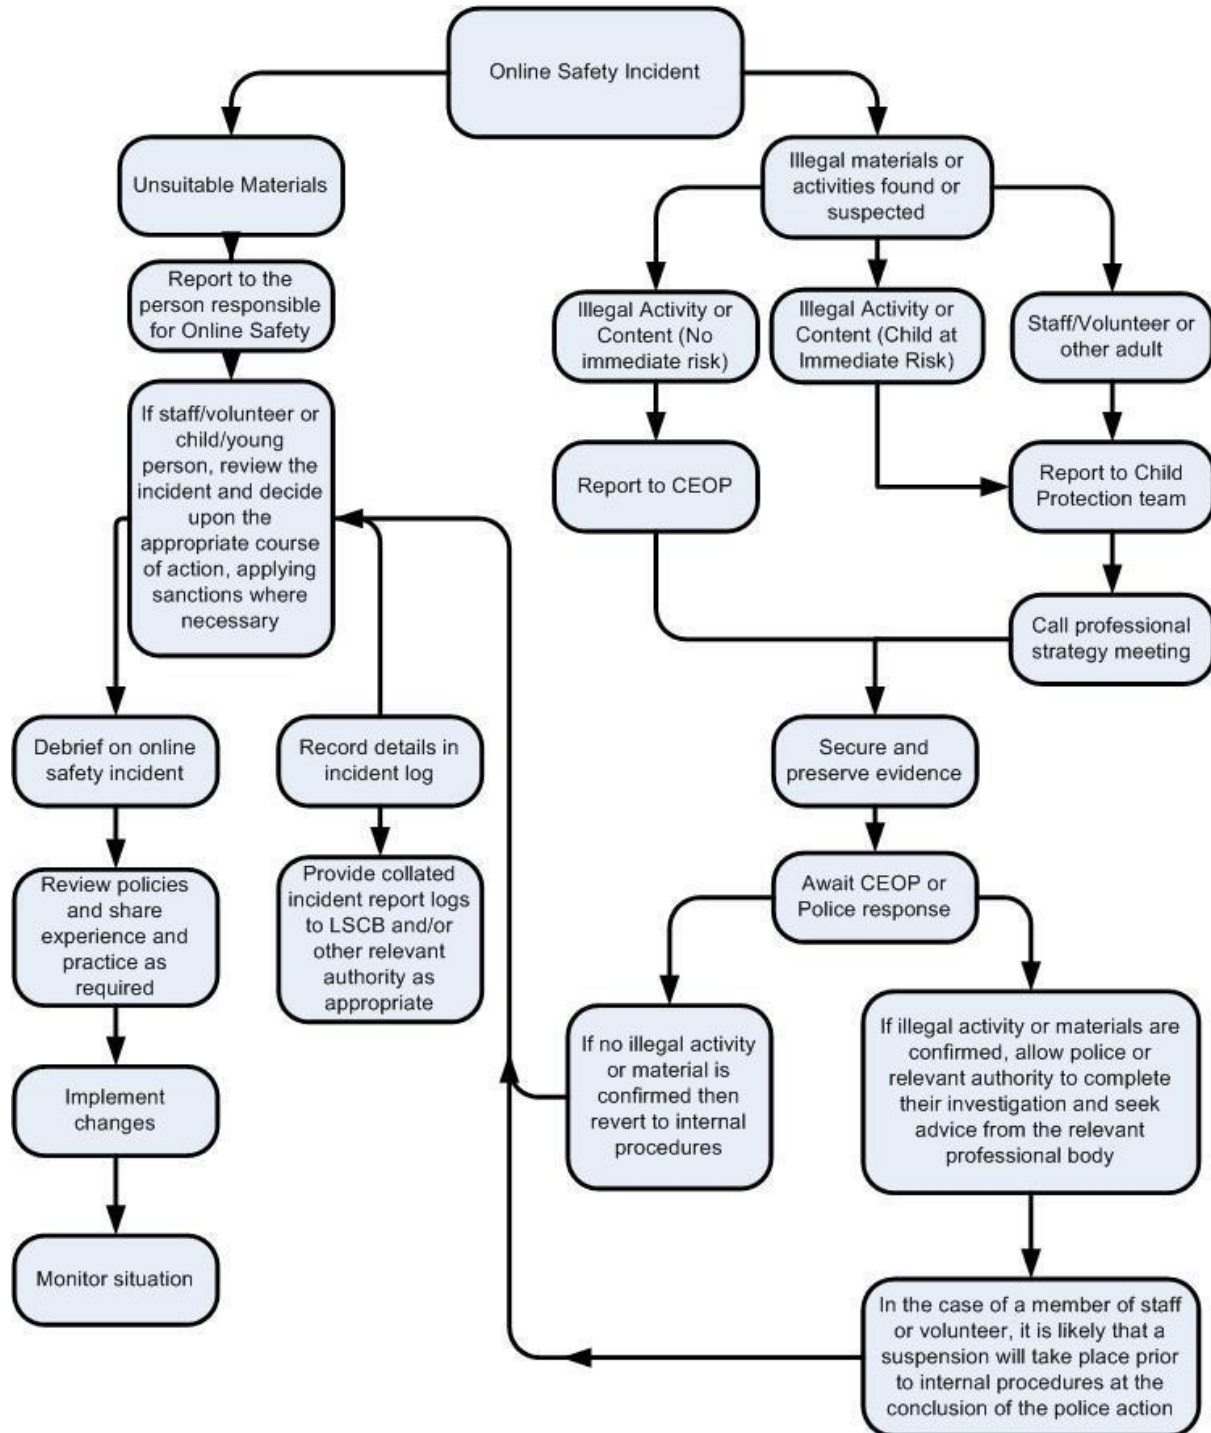 Online Safety Incident
Unsuitable Materials
Illegal materials or
activities found or
suspected
Report to the
person responsible
for Online Safety
Illegal Activity or
Content (No
immediate risk)
Illegal Activity or
Content (Child at
Immediate Risk)
Staff/Volunteer or
other adult
If staff/volunteer or
child/young
person, review the
incident and decide
upon the
appropriate course
of action, applying
sanctions where
necessary
Report to CEOP
Report to Child
Protection team
Call professional
strategy meeting
Debrief on online
safety incident
Record details in
incident log
Secure and
preserve evidence
Review policies
and share
experience and
practice as
required
Provide collated
incident report logs
to LSCB and/or
other relevant
authority as
appropriate
Await CEOP or
Police response
If no illegal activity
or material is
confirmed then
revert to internal
procedures
If illegal activity or materials are
confirmed, allow police or
relevant authority to complete
their investigation and seek
advice from the relevant
professional body
Implement
changes
Monitor situation
In the case of a member of staff
or volunteer, it is likely that a
suspension will take place prior
to internal procedures at the
conclusion of the police action